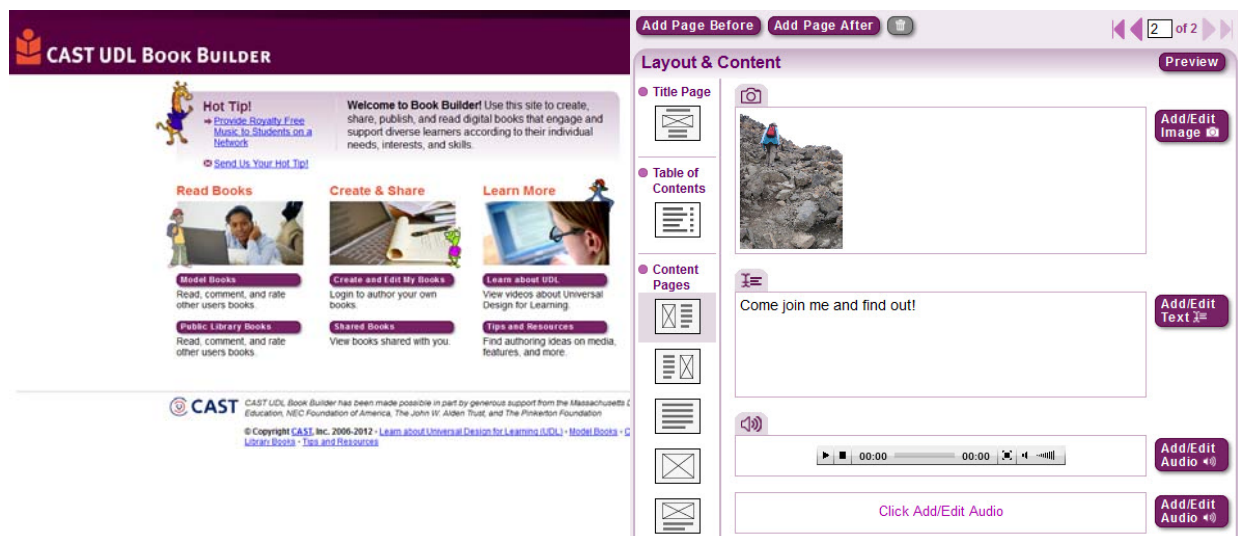 CAST UDL BOOK BUILDER
Hot Tip!
Provide Royalty Free
Music to Students on a
Network
Send Us Your Hot Tip!
Welcome to Book Builder! Use this site to create,
share, publish, and read digital books that engage and
support diverse learners according to their individual
needs, interests, and skills.
Read Books
Model Books
Read, comment, and rate
other users books.
Public Library Books
Read, comment, and rate
other users books.
Create & Share
Create and Edit My Books
Login to author your own
books.
Shared Books
View books shared with you.
Learn More
Learn about UDL
View videos about Universal
Design for Learning.
Tips and Resources
Find authoring ideas on media,
features, and more.
CAST
CAST UDL Book Builder has been made possible in part by generous support from the Massachusetts
Education, NEC Foundation of America, The John W. Alden Trust, and The Pinkerton Foundation
© Copyright CAST, Inc. 2006-2012 - Learn about Universal Design for Learning (UDL) - Model Books -
Library Books - Tips and Resources
Add Page Before
Add Page After
2 of 2
Layout & Content
Preview
Title Page
Table of
Contents
Content
Pages
Add/Edit
Image
Come join me and find out!
Add/Edit
Text
00:00 00:00
Add/Edit
Audio
Click Add/Edit Audio
Add/Edit
Audio